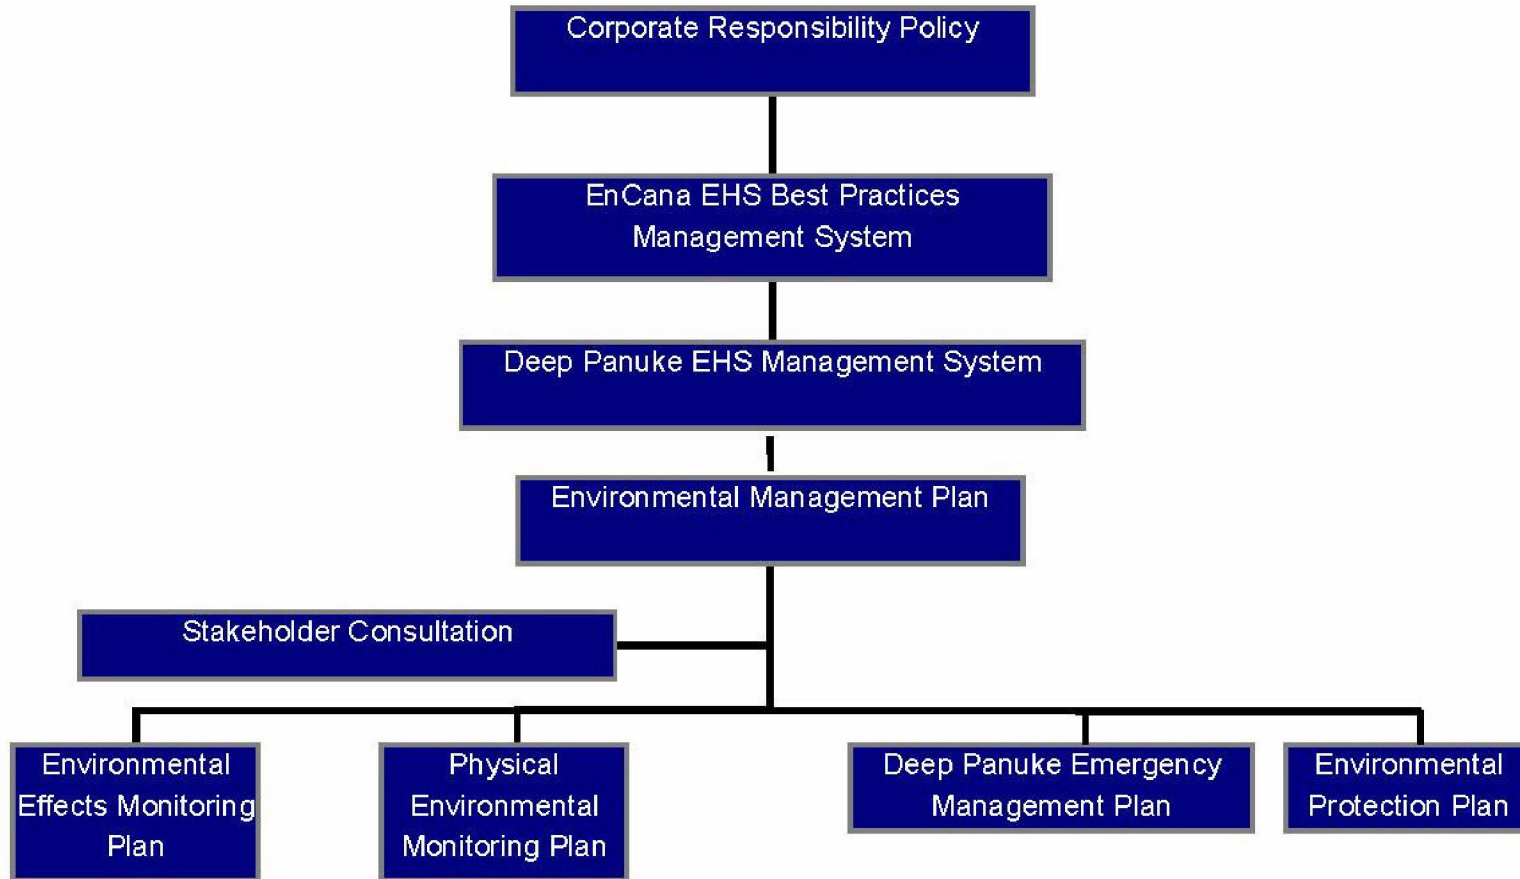 Corporate Responsibility Policy
EnCana EHS Best Practices
Management System
Deep Panuke EHS Management System
Environmental Management Plan
Stakeholder Consultation
Environmental
Effects Monitoring
Plan
Physical
Environmental
Monitoring Plan
Deep Panuke Emergency
Management Plan
Environmental
Protection Plan